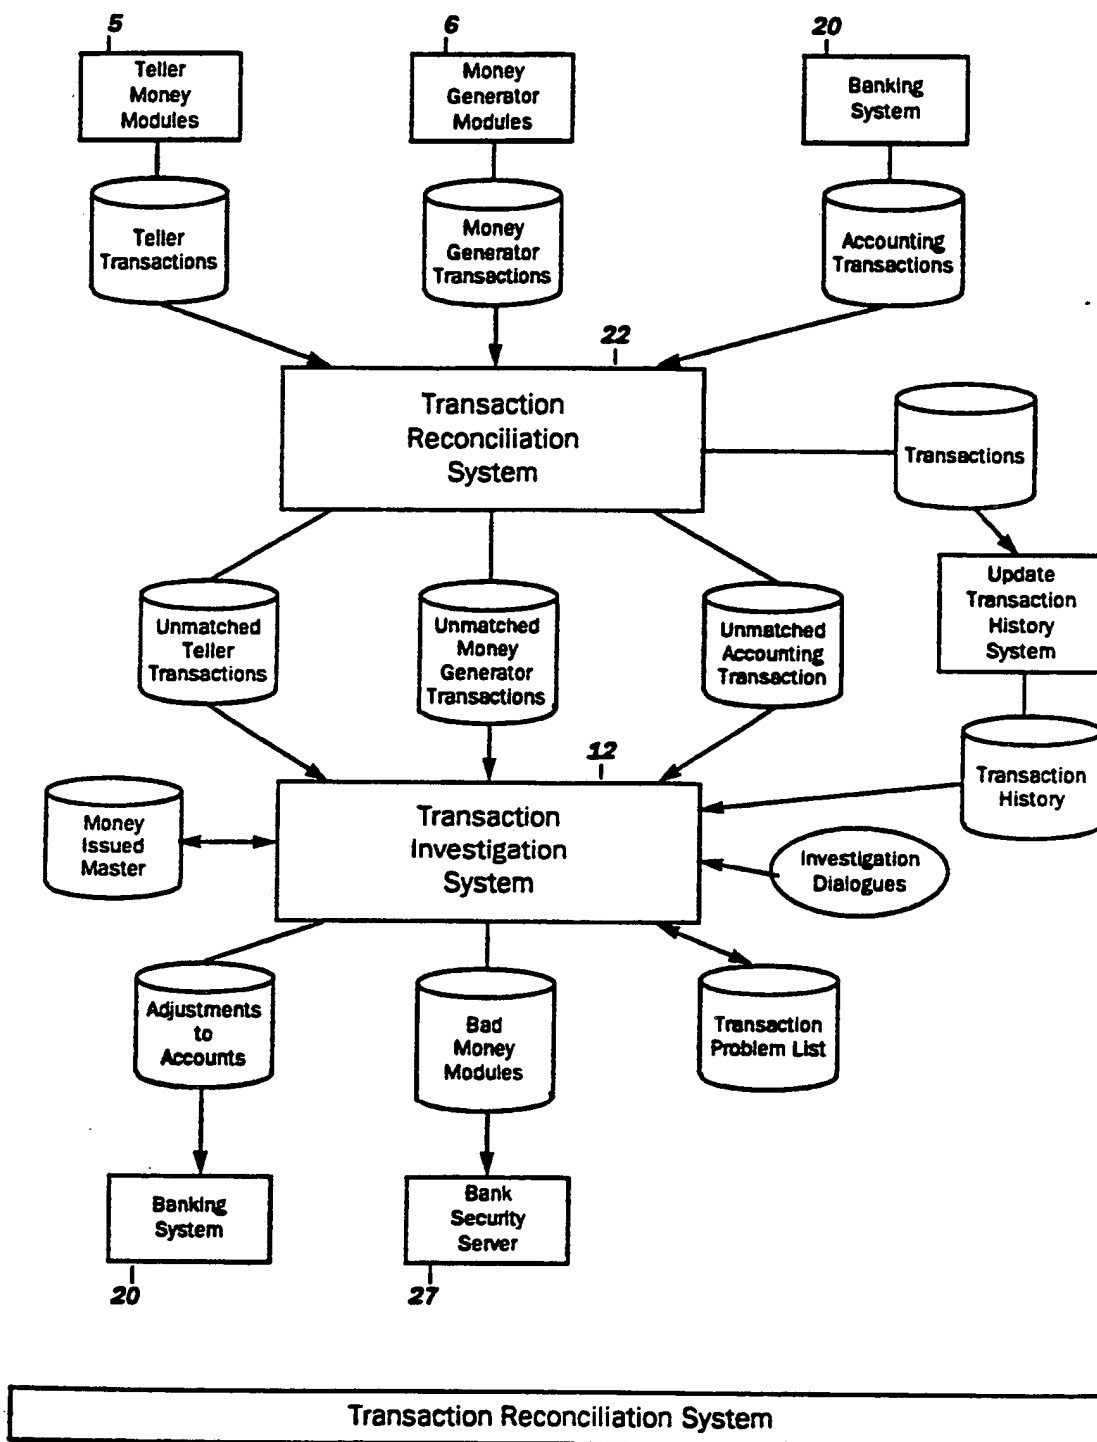 5
Teller
Money
Modules
6
Money
Generator
Modules
20
Banking
System
Teller
Transactions
Money
Generator
Transactions
Accounting
Transactions
22
Transaction
Reconciliation
System
Transactions
Update
Transaction
History
System
Unmatched
Teller
Transactions
Unmatched
Money
Generator
Transactions
Unmatched
Accounting
Transaction
Transaction
History
12
Transaction
Investigation
System
Money
Issued
Master
Investigation
Dialogues
Adjustments
to
Accounts
Bad
Money
Modules
Transaction
Problem List
Banking
System
20
Bank
Security
Server
27
Transaction Reconciliation System